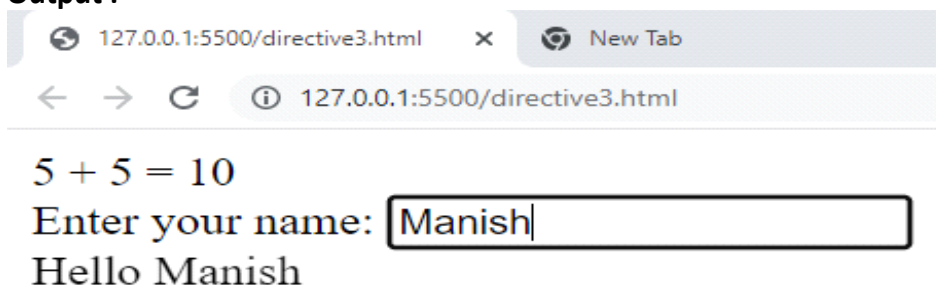 Output :
127.0.0.1:5500/directive3.html × New Tab
127.0.0.1:5500/directive3.html
5 + 5 = 10
Enter your name: Manish
Hello Manish